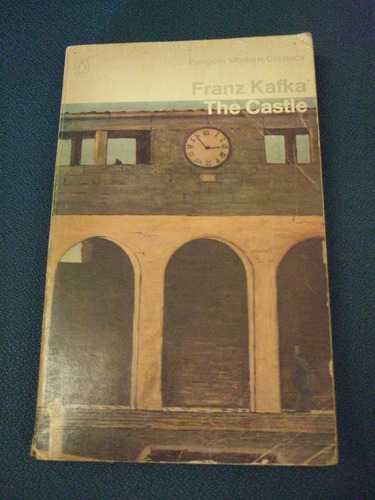 Penguin Modern Classics
Franz Kafka
The Castle